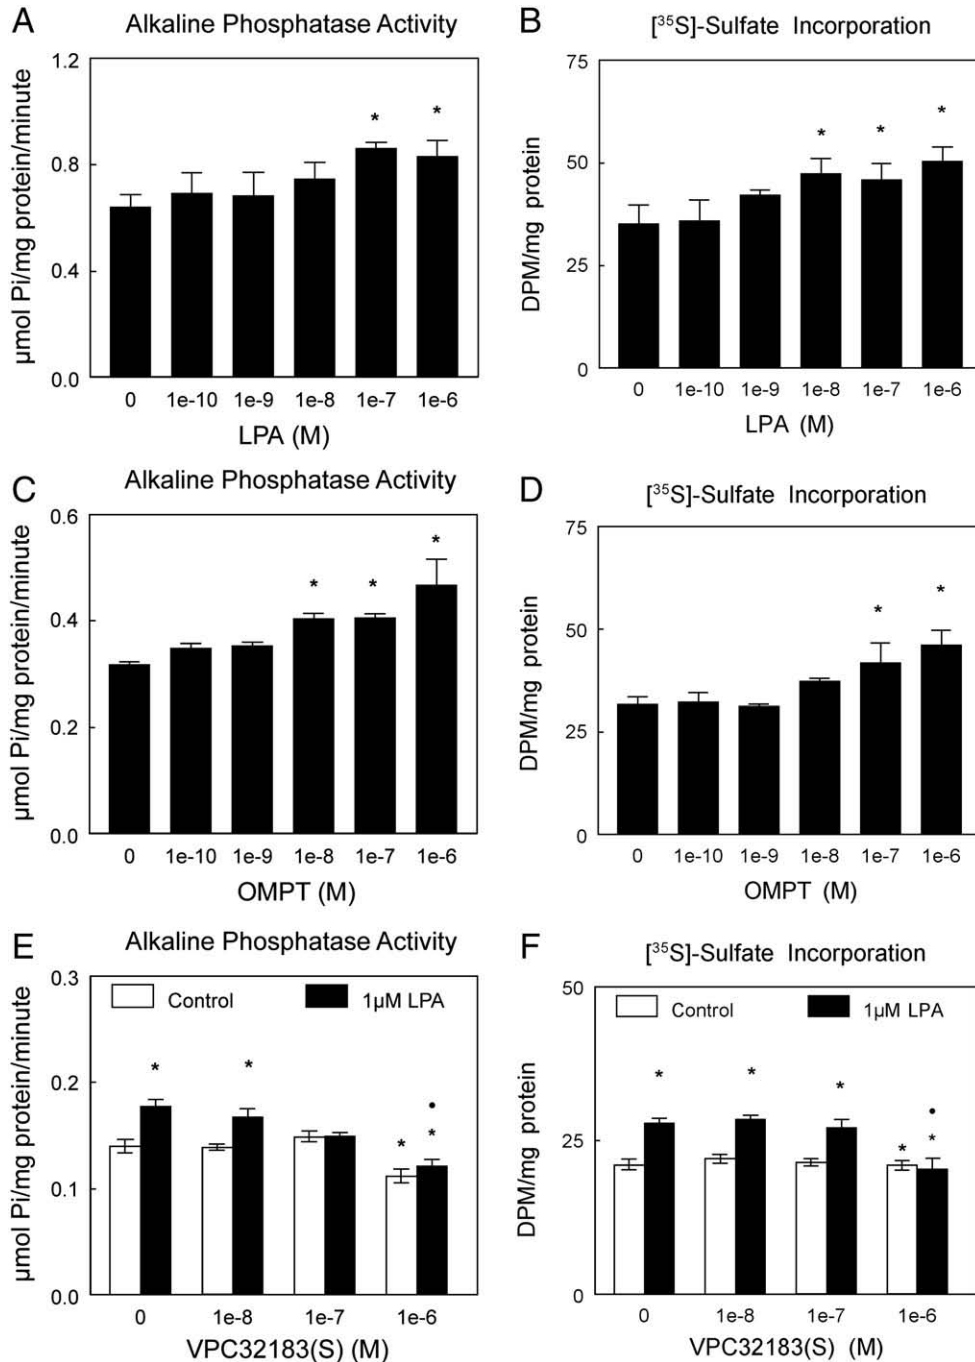 A
Alkaline Phosphatase Activity
µmol Pi/mg protein/minute
1.2
0.8
0.4
0.0
*
*
0 1e-10 1e-9 1e-8 1e-7 1e-6
LPA (M)
B
[³⁵S]-Sulfate Incorporation
DPM/mg protein
75
50
25
0
*
*
*
0 1e-10 1e-9 1e-8 1e-7 1e-6
LPA (M)
C
Alkaline Phosphatase Activity
µmol Pi/mg protein/minute
0.6
0.4
0.2
0.0
*
*
*
0 1e-10 1e-9 1e-8 1e-7 1e-6
OMPT (M)
D
[³⁵S]-Sulfate Incorporation
DPM/mg protein
75
50
25
0
*
*
0 1e-10 1e-9 1e-8 1e-7 1e-6
OMPT (M)
E
Alkaline Phosphatase Activity
µmol Pi/mg protein/minute
0.3
0.2
0.1
0.0
Control
1µM LPA
*
*
*
•
*
0 1e-8 1e-7 1e-6
VPC32183(S) (M)
F
[³⁵S]-Sulfate Incorporation
DPM/mg protein
50
25
0
Control
1µM LPA
*
*
*
*
•
*
0 1e-8 1e-7 1e-6
VPC32183(S) (M)